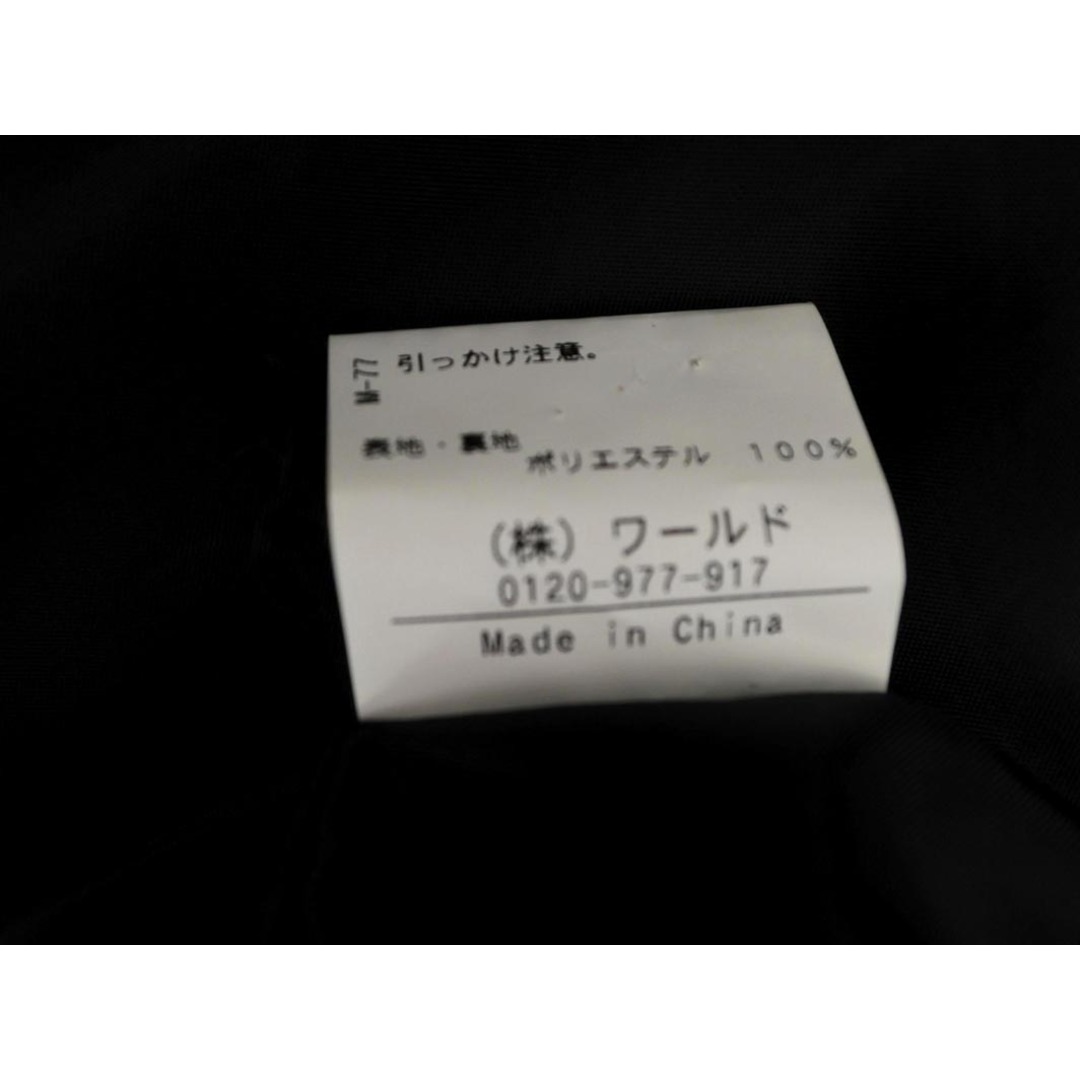 M-77
引っかけ注意。
表地・裏地
ポリエステル 100%
(株) ワールド
0120-977-917
Made in China